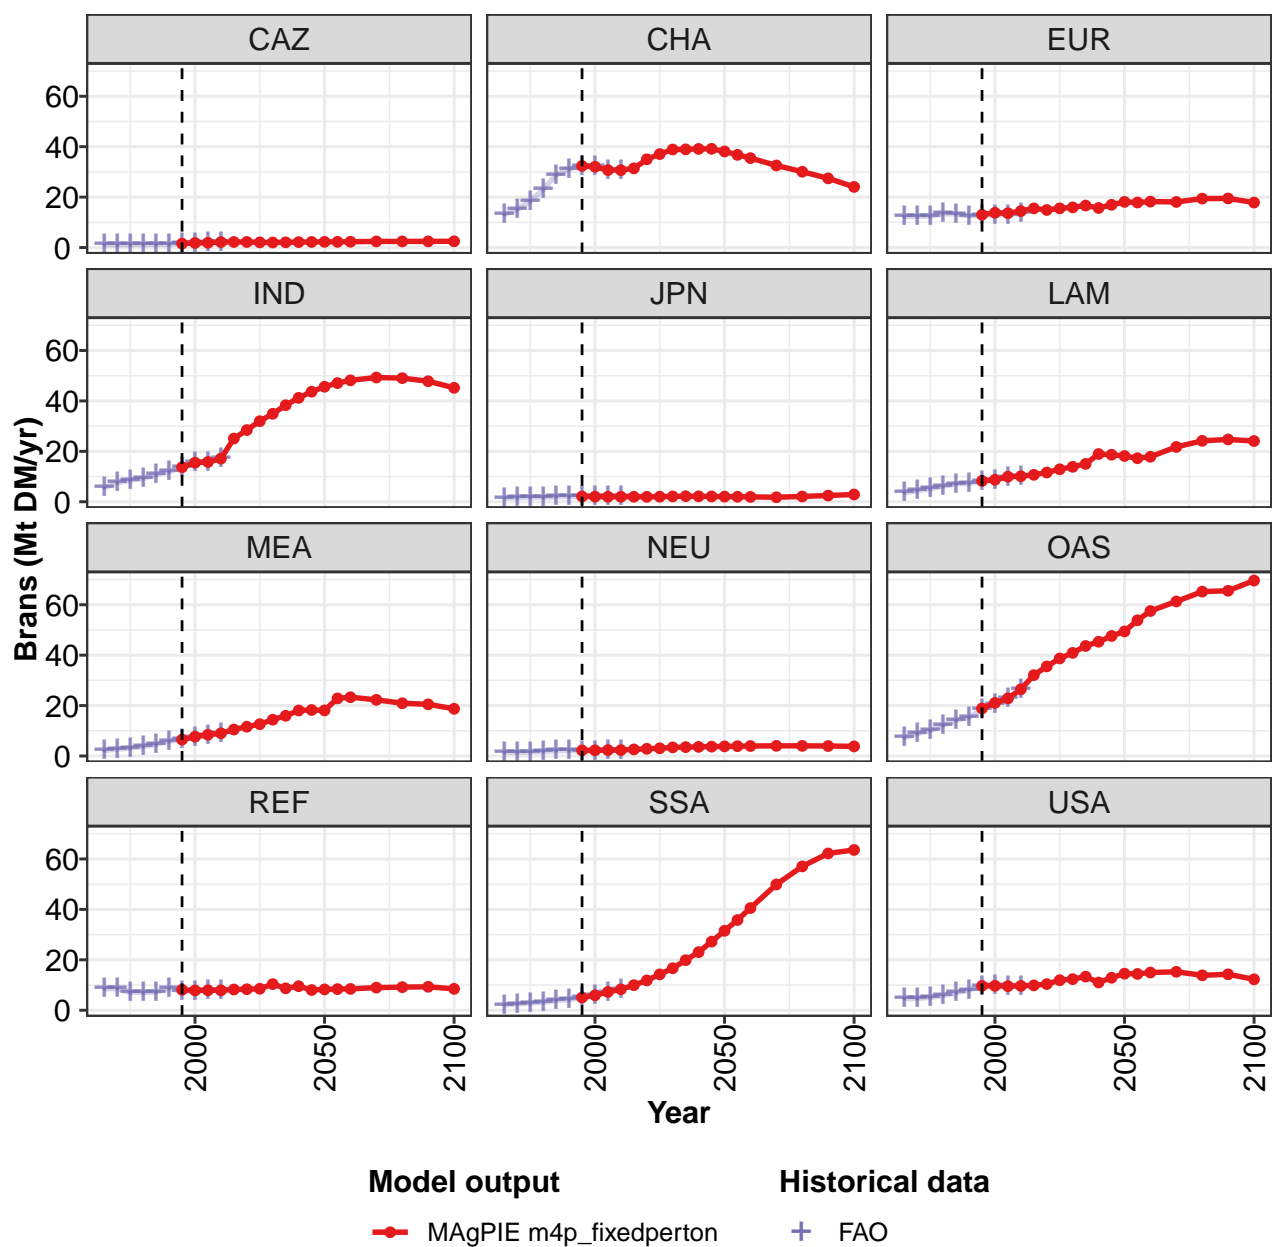 CAZ CHA EUR
60
40
20
0
IND JPN LAM
60
40
20
0
MEA NEU OAS
60
40
20
0
REF SSA USA
60
40
20
0
Brans (Mt DM/yr)
2000 2050 2100 2000 2050 2100 2000 2050 2100
Year
Model output Historical data
MAgPIE m4p_fixedperton FAO